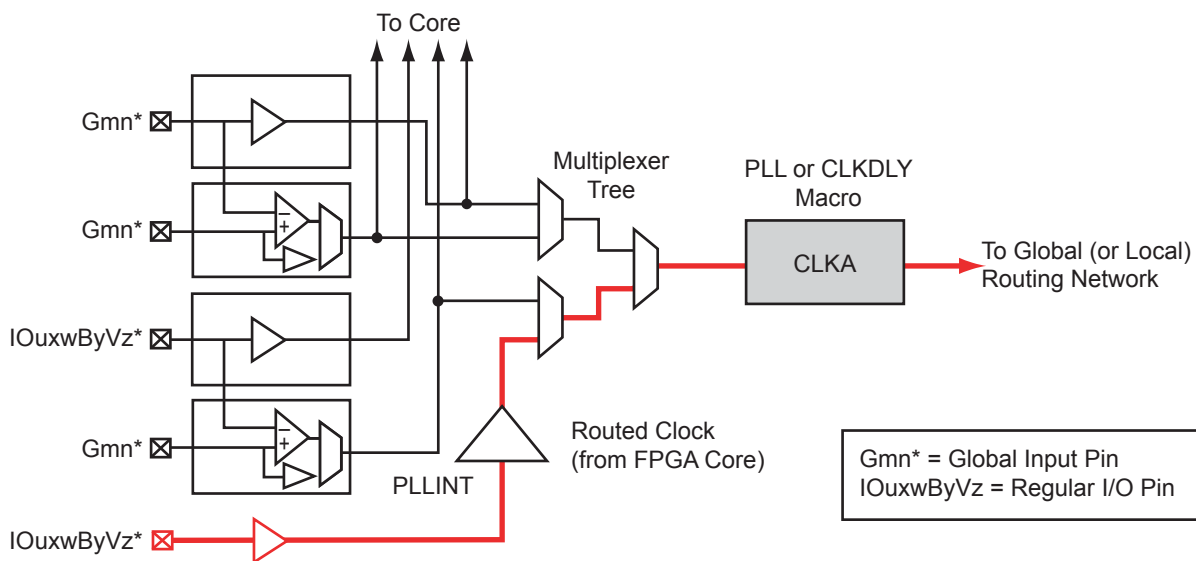 To Core
Gmn*
Multiplexer
Tree
PLL or CLKDLY
Macro
Gmn*
−
+
CLKA
To Global (or Local)
Routing Network
IOuxwByVz*
Gmn*
−
+
Routed Clock
(from FPGA Core)
PLLINT
Gmn* = Global Input Pin
IOuxwByVz = Regular I/O Pin
IOuxwByVz*